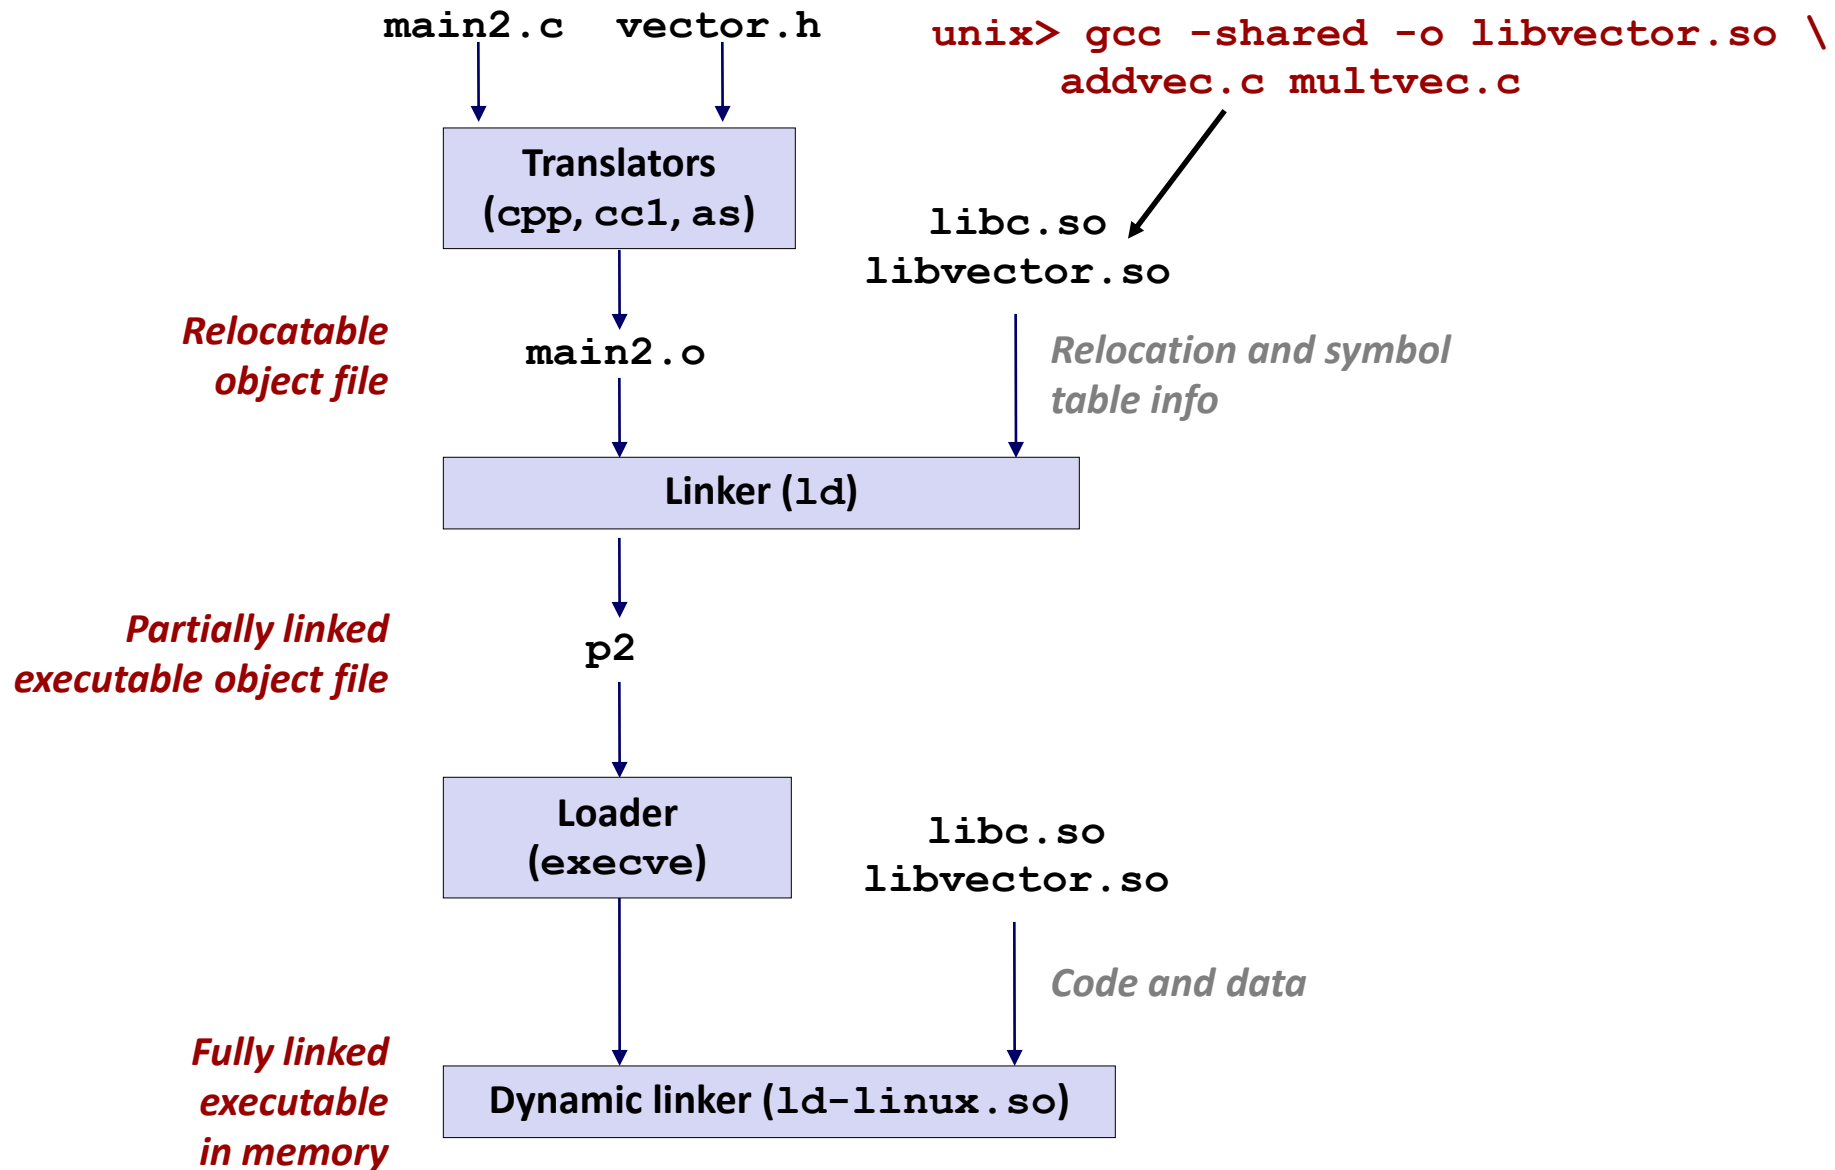 main2.c vector.h
unix> gcc -shared -o libvector.so \
addvec.c multvec.c
Translators
(cpp, cc1, as)
libc.so
libvector.so
Relocatable
object file
main2.o
Relocation and symbol
table info
Linker (ld)
Partially linked
executable object file
p2
Loader
(execve)
libc.so
libvector.so
Code and data
Fully linked
executable
in memory
Dynamic linker (ld-linux.so)